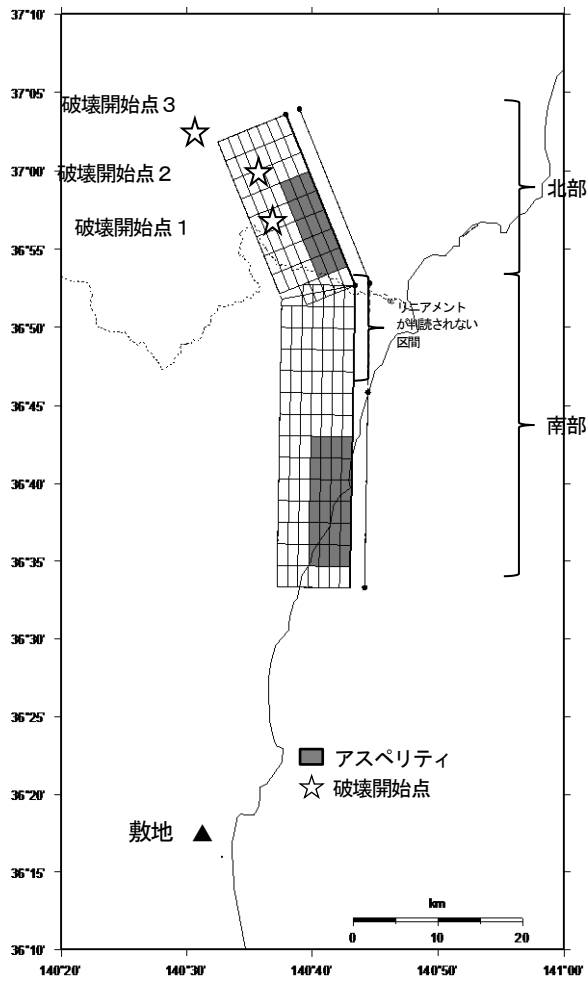 37°10'
37°05'
37°00'
36°55'
36°50'
36°45'
36°40'
36°35'
36°30'
36°25'
36°20'
36°15'
36°10'
破壊開始点3
破壊開始点2
破壊開始点1
北部
リニアメント
が判読されない
区間
南部
アスペリティ
破壊開始点
敷地
km
0 10 20
140°20' 140°30' 140°40' 140°50' 141°00'